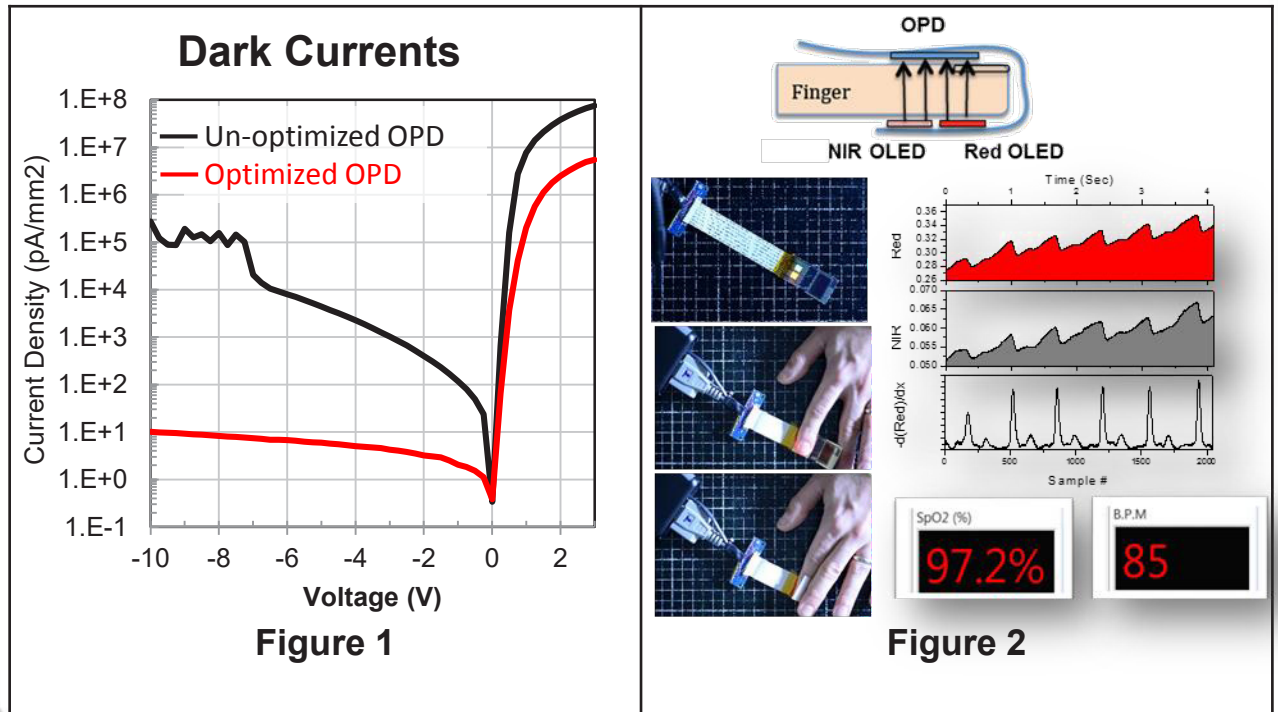 Dark Currents
1.E+8
1.E+7
1.E+6
1.E+5
1.E+4
1.E+3
1.E+2
1.E+1
1.E+0
1.E-1
Current Density (pA/mm2)
Un-optimized OPD
Optimized OPD
-10 -8 -6 -4 -2 0 2
Voltage (V)
Figure 1
OPD
Finger
NIR OLED Red OLED
Time (Sec)
0 1 2 3 4
Red
0.36
0.33
0.32
0.30
0.28
0.26
NIR
0.070
0.065
0.060
0.055
0.050
-d(Red)/dx
0 500 1000 1500 2000
Sample #
SpO2 (%)
97.2%
B.P.M
85
Figure 2